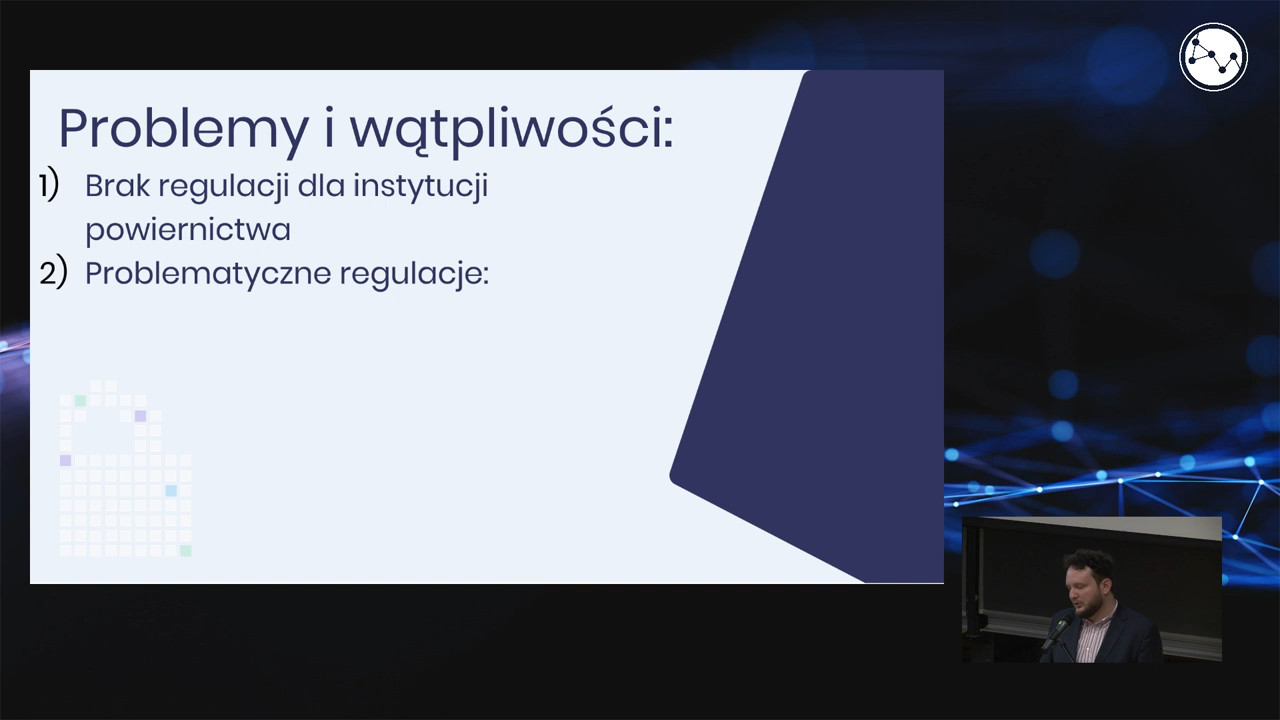 Problemy i wątpliwości:
1) Brak regulacji dla instytucji
powiernictwa
2) Problematyczne regulacje: